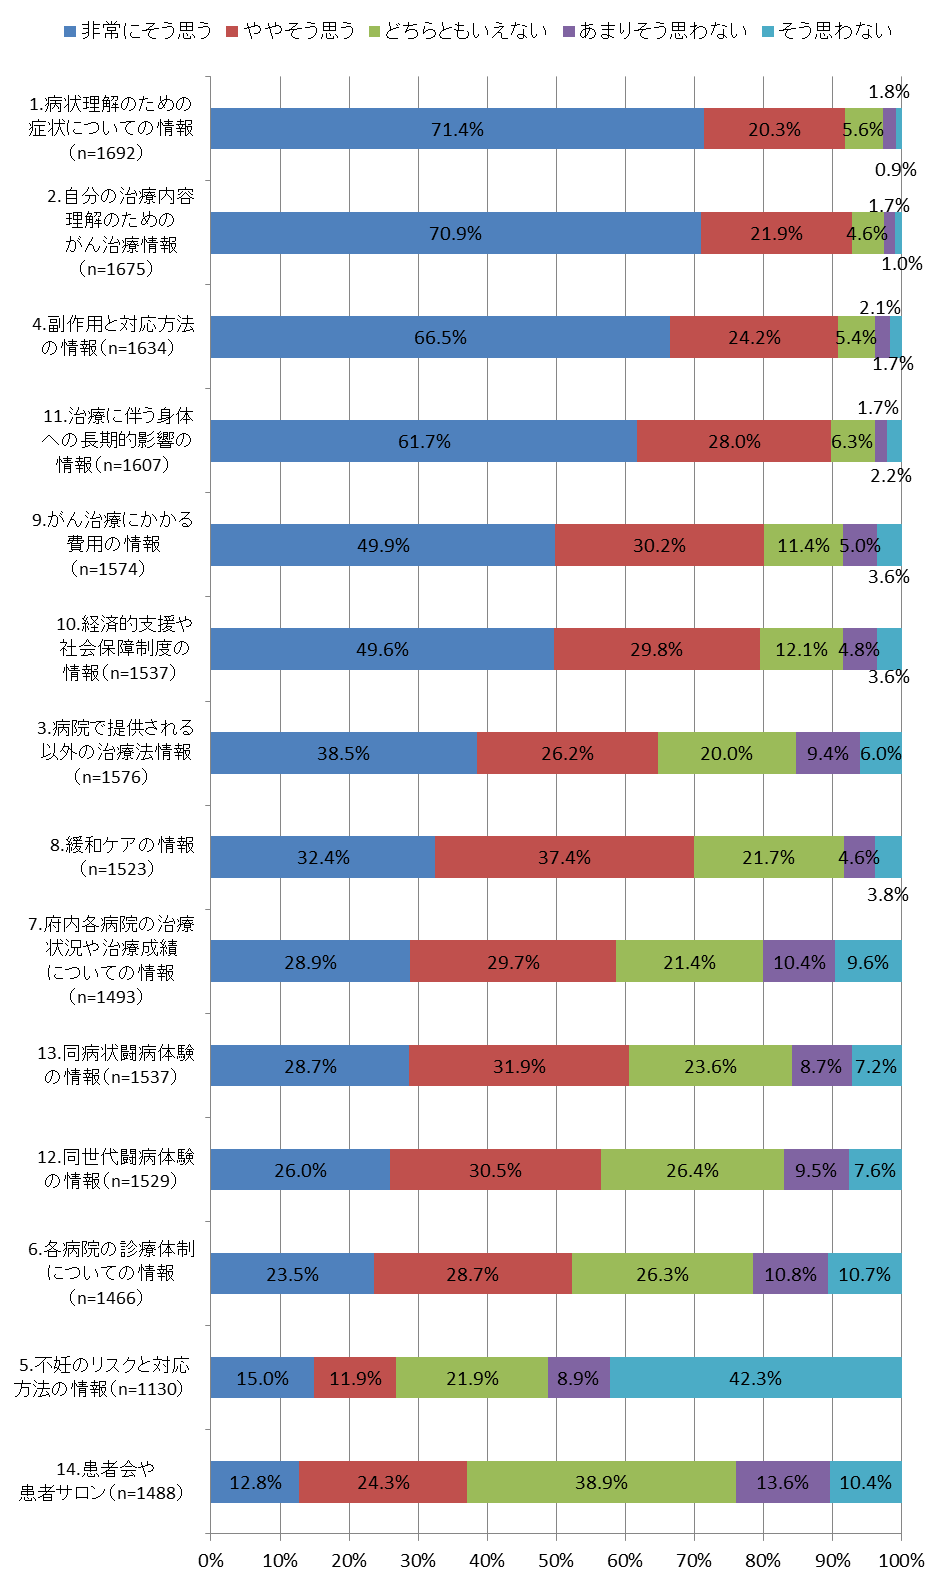 非常にそう思う ややそう思う どちらともいえない あまりそう思わない そう思わない
1.病状理解のための
症状についての情報
（n=1692）
71.4% 20.3% 5.6% 1.8% 0.9%
2.自分の治療内容
理解のための
がん治療情報
（n=1675）
70.9% 21.9% 4.6% 1.7% 1.0%
4.副作用と対応方法
の情報（n=1634）
66.5% 24.2% 5.4% 2.1% 1.7%
11.治療に伴う身体
への長期的影響の
情報（n=1607）
61.7% 28.0% 6.3% 1.7% 2.2%
9.がん治療にかかる
費用の情報
（n=1574）
49.9% 30.2% 11.4% 5.0% 3.6%
10.経済的支援や
社会保障制度の
情報（n=1537）
49.6% 29.8% 12.1% 4.8% 3.6%
3.病院で提供される
以外の治療法情報
（n=1576）
38.5% 26.2% 20.0% 9.4% 6.0%
8.緩和ケアの情報
（n=1523）
32.4% 37.4% 21.7% 4.6% 3.8%
7.府内各病院の治療
状況や治療成績
についての情報
（n=1493）
28.9% 29.7% 21.4% 10.4% 9.6%
13.同病状闘病体験
の情報（n=1537）
28.7% 31.9% 23.6% 8.7% 7.2%
12.同世代闘病体験
の情報（n=1529）
26.0% 30.5% 26.4% 9.5% 7.6%
6.各病院の診療体制
についての情報
（n=1466）
23.5% 28.7% 26.3% 10.8% 10.7%
5.不妊のリスクと対応
方法の情報（n=1130）
15.0% 11.9% 21.9% 8.9% 42.3%
14.患者会や
患者サロン（n=1488）
12.8% 24.3% 38.9% 13.6% 10.4%
0% 10% 20% 30% 40% 50% 60% 70% 80% 90% 100%